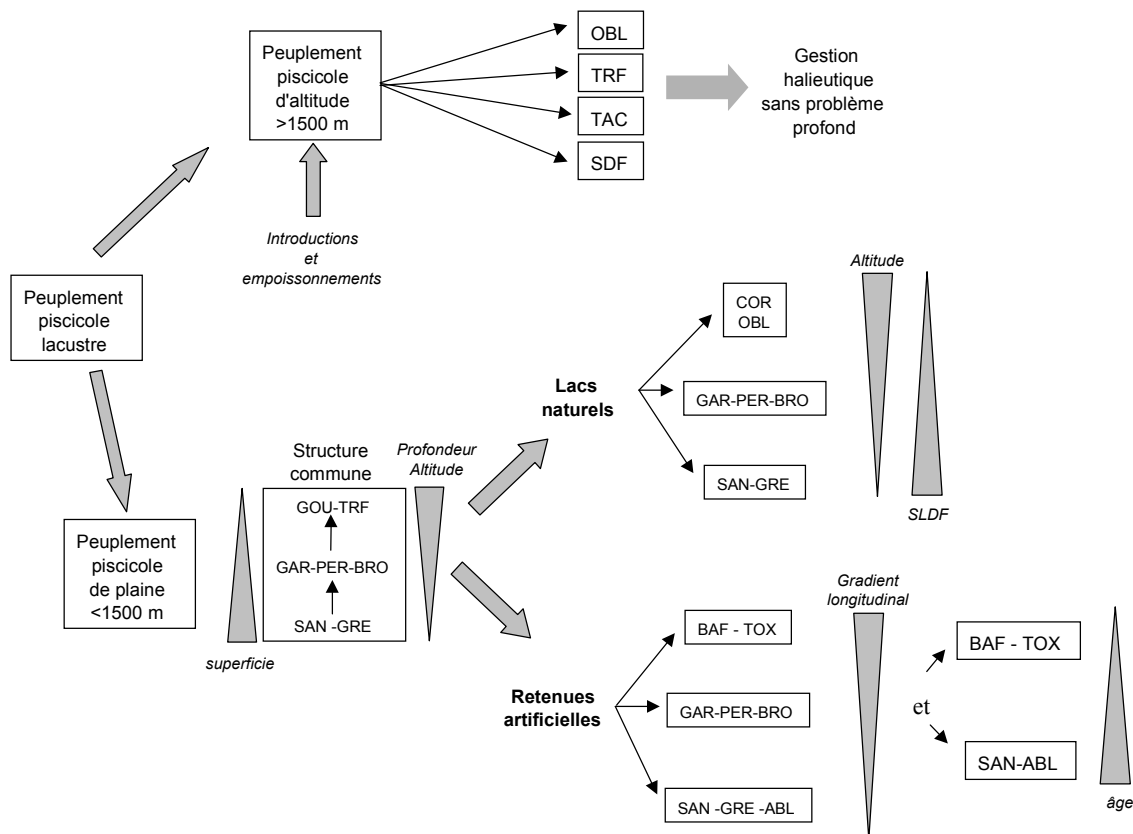 Peuplement
piscicole
d'altitude
>1500 m
OBL
TRF
TAC
SDF
Gestion
halieutique
sans problème
profond
Introductions
et
empoissonnements
Peuplement
piscicole
lacustre
Peuplement
piscicole
de plaine
<1500 m
superficie
Structure
commune
GOU-TRF
GAR-PER-BRO
SAN -GRE
Profondeur
Altitude
Lacs
naturels
COR
OBL
GAR-PER-BRO
SAN-GRE
Altitude
SLDF
Retenues
artificielles
BAF - TOX
GAR-PER-BRO
SAN -GRE -ABL
Gradient
longitudinal
BAF - TOX
et
SAN-ABL
âge